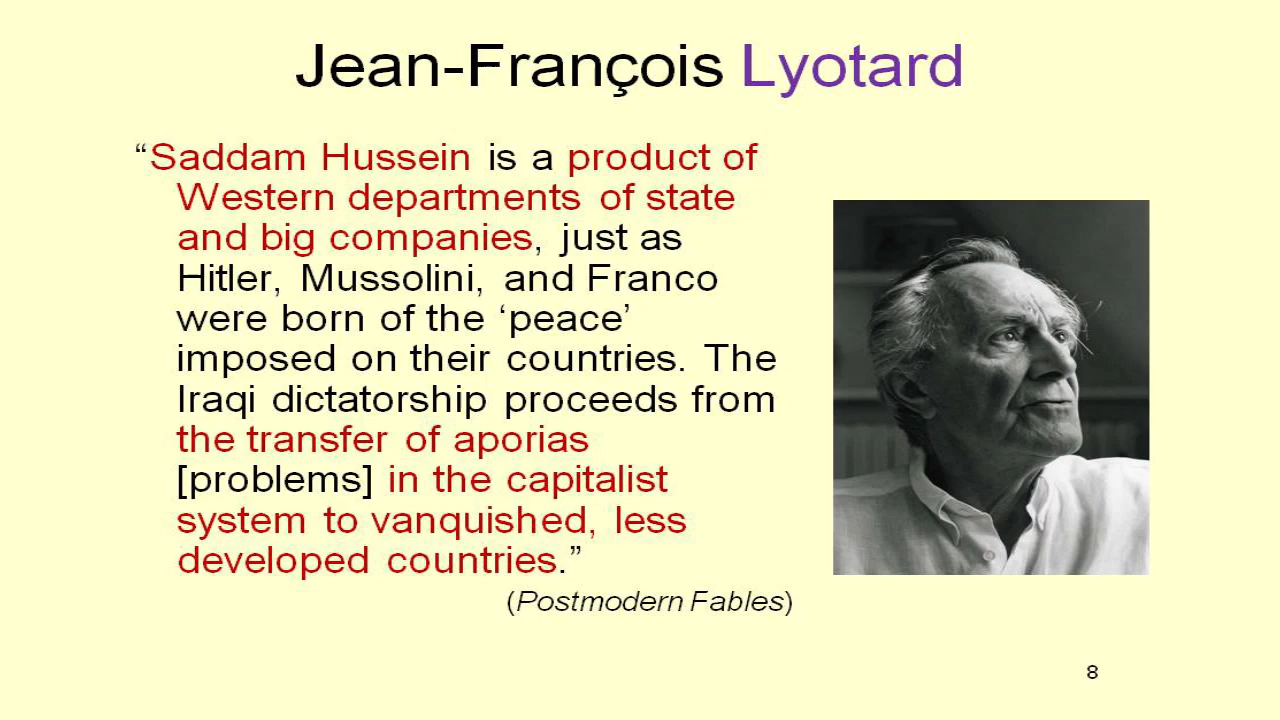 Jean-François Lyotard
“Saddam Hussein is a product of
Western departments of state
and big companies, just as
Hitler, Mussolini, and Franco
were born of the ‘peace’
imposed on their countries. The
Iraqi dictatorship proceeds from
the transfer of aporias
[problems] in the capitalist
system to vanquished, less
developed countries.”
(Postmodern Fables)
8